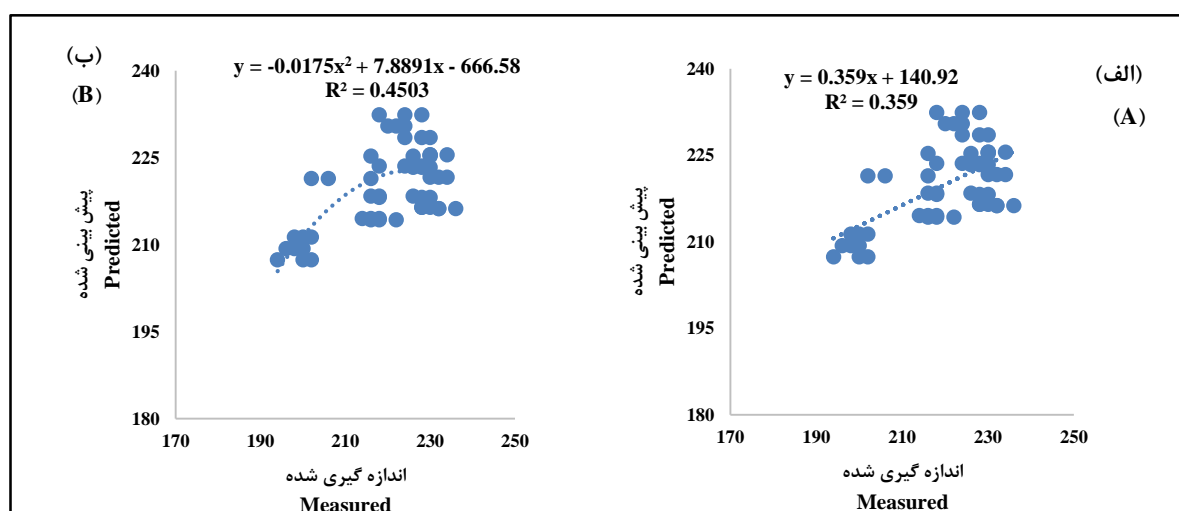 (ب)
(B)
y = -0.0175x² + 7.8891x - 666.58
R² = 0.4503
240
225
210
195
180
پیش بینی شده
Predicted
170 190 210 230 250
اندازه گیری شده
Measured
(الف)
(A)
y = 0.359x + 140.92
R² = 0.359
240
225
210
195
180
پیش بینی شده
Predicted
170 190 210 230 250
اندازه گیری شده
Measured